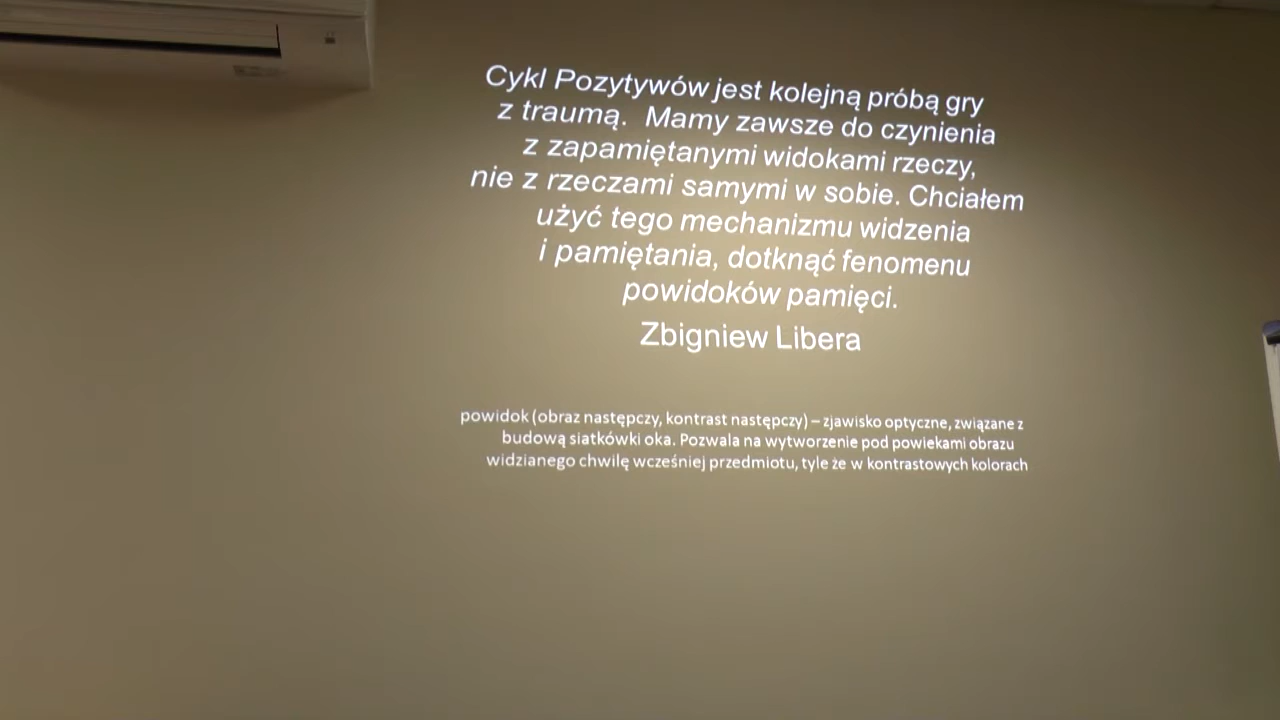 Cykl Pozytywów jest kolejną próbą gry
z traumą. Mamy zawsze do czynienia
z zapamiętanymi widokami rzeczy,
nie z rzeczami samymi w sobie. Chciałem
użyć tego mechanizmu widzenia
i pamiętania, dotknąć fenomenu
powidoków pamięci.
Zbigniew Libera
powidok (obraz następczy, kontrast następczy) – zjawisko optyczne, związane z
budową siatkówki oka. Pozwala na wytworzenie pod powiekami obrazu
widzianego chwilę wcześniej przedmiotu, tyle że w kontrastowych kolorach